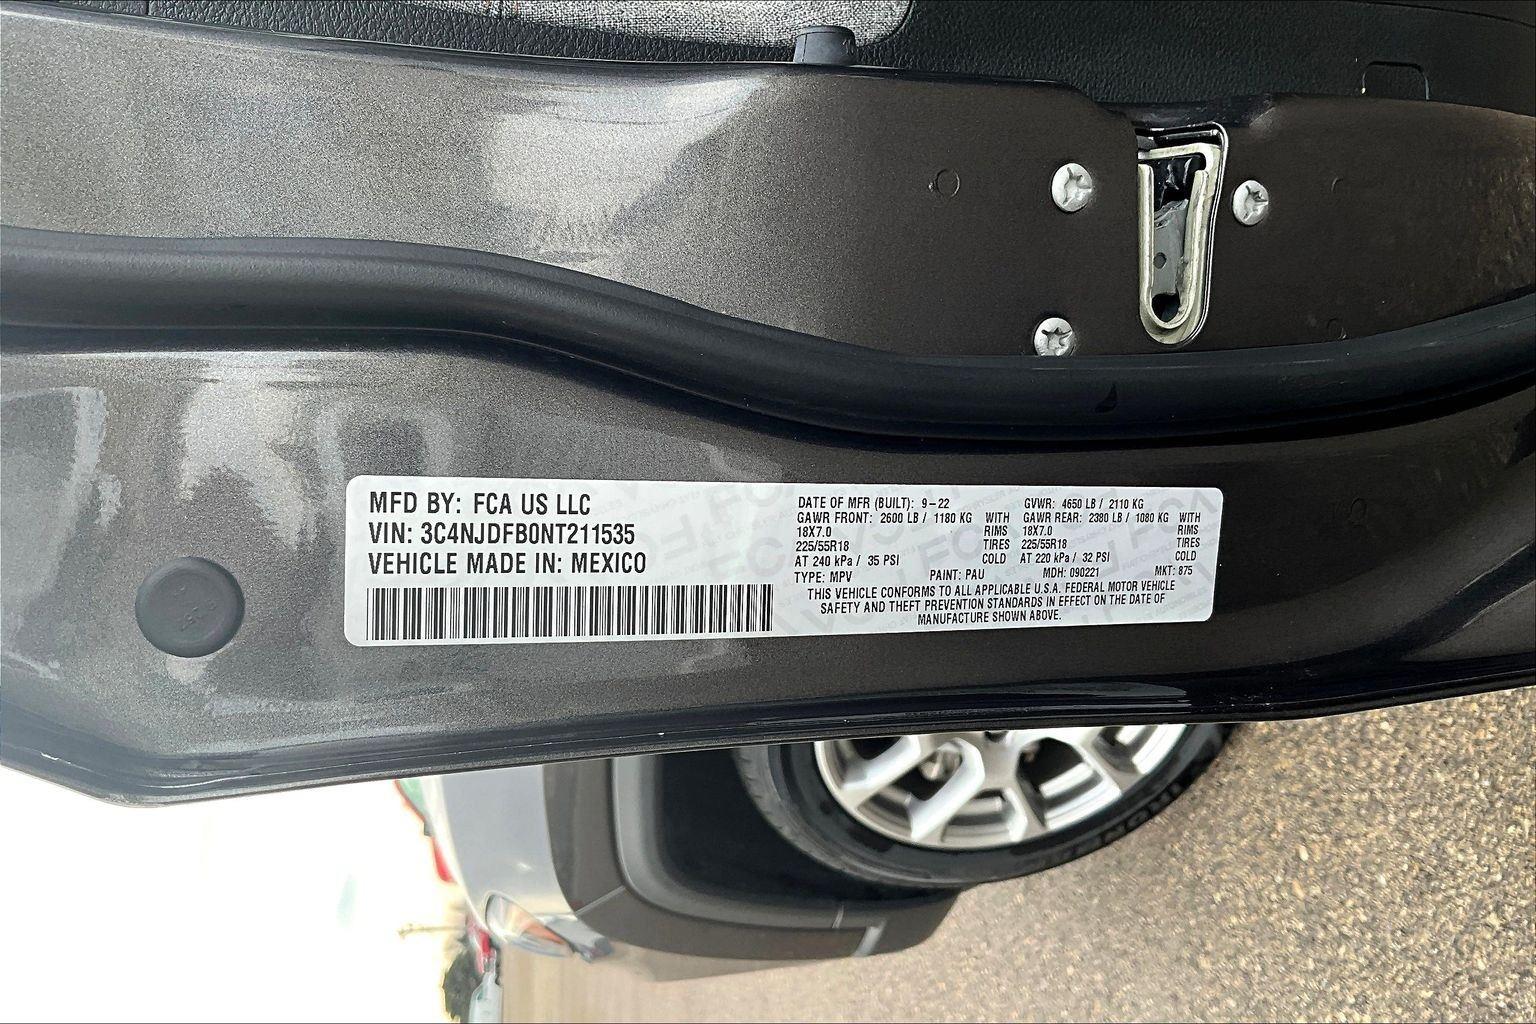 MFD BY: FCA US LLC
VIN: 3C4NJDFB0NT211535
VEHICLE MADE IN: MEXICO
DATE OF MFR (BUILT): 9-22 GVWR: 4650 LB / 2110 KG
GAWR FRONT: 2600 LB / 1180 KG WITH GAWR REAR: 2380 LB / 1080 KG WITH
18X7.0 RIMS 18X7.0 RIMS
225/55R18 TIRES 225/55R18 TIRES
AT 240 kPa / 35 PSI COLD AT 220 kPa / 32 PSI COLD
TYPE: MPV PAINT: PAU MDH: 090221 MKT: 875
THIS VEHICLE CONFORMS TO ALL APPLICABLE U.S.A. FEDERAL MOTOR VEHICLE
SAFETY AND THEFT PREVENTION STANDARDS IN EFFECT ON THE DATE OF
MANUFACTURE SHOWN ABOVE.